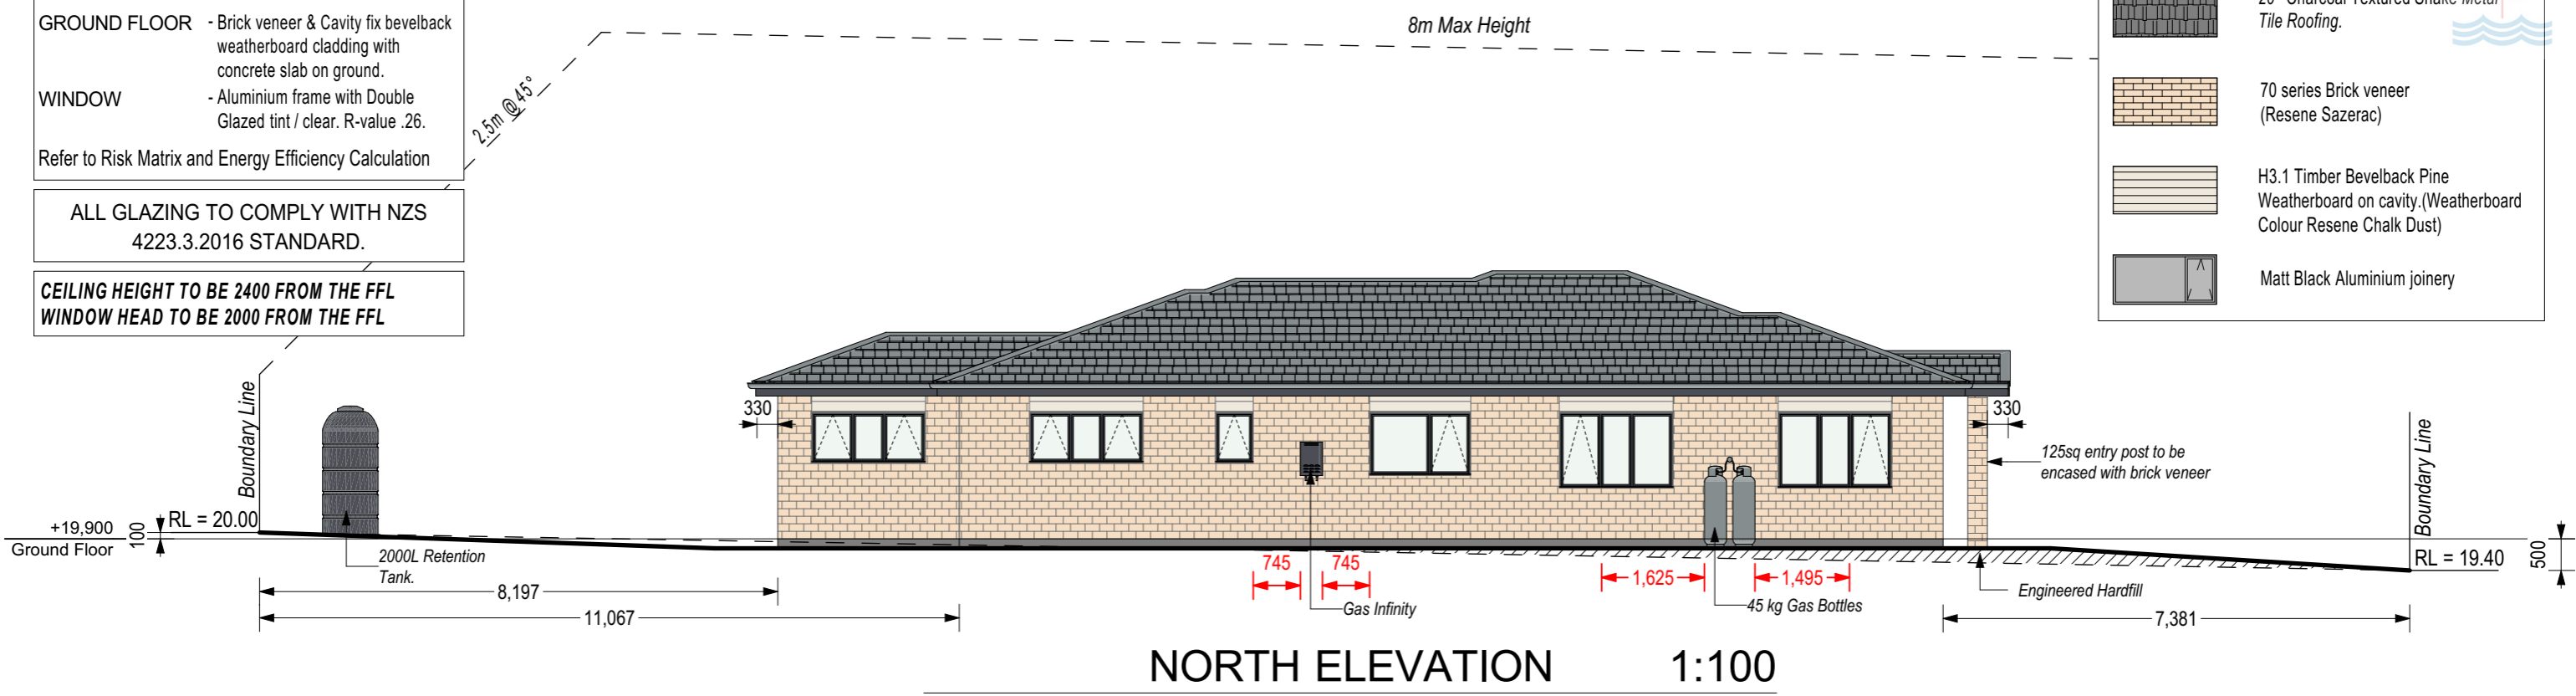 GROUND FLOOR - Brick veneer & Cavity fix bevelback
weatherboard cladding with
concrete slab on ground.
WINDOW - Aluminium frame with Double
Glazed tint / clear. R-value .26.
Refer to Risk Matrix and Energy Efficiency Calculation
ALL GLAZING TO COMPLY WITH NZS
4223.3.2016 STANDARD.
CEILING HEIGHT TO BE 2400 FROM THE FFL
WINDOW HEAD TO BE 2000 FROM THE FFL
2.5m @45°
8m Max Height
Charcoal Textured Shake Metal
Tile Roofing.
70 series Brick veneer
(Resene Sazerac)
H3.1 Timber Bevelback Pine
Weatherboard on cavity.(Weatherboard
Colour Resene Chalk Dust)
Matt Black Aluminium joinery
Boundary Line
330
330
125sq entry post to be
encased with brick veneer
Boundary Line
+19,900
Ground Floor
100
RL = 20.00
2000L Retention
Tank.
8,197
11,067
745
745
Gas Infinity
1,625
1,495
45 kg Gas Bottles
Engineered Hardfill
7,381
RL = 19.40
500
NORTH ELEVATION 1:100